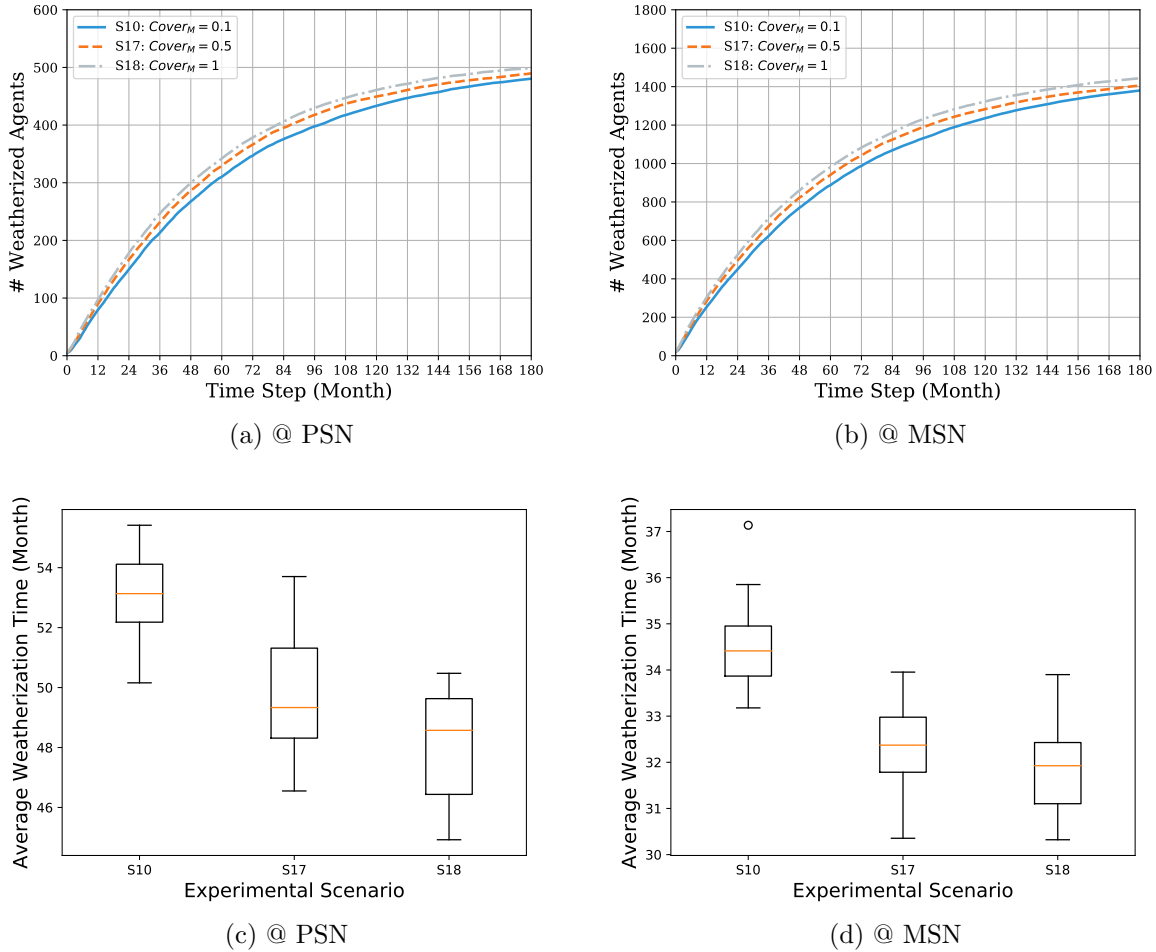 600
500
400
300
200
100
0
# Weatherized Agents
S10: Cover_M = 0.1
S17: Cover_M = 0.5
S18: Cover_M = 1
0 12 24 36 48 60 72 84 96 108 120 132 144 156 168 180
Time Step (Month)
(a) @ PSN
1800
1600
1400
1200
1000
800
600
400
200
0
# Weatherized Agents
S10: Cover_M = 0.1
S17: Cover_M = 0.5
S18: Cover_M = 1
0 12 24 36 48 60 72 84 96 108 120 132 144 156 168 180
Time Step (Month)
(b) @ MSN
Average Weatherization Time (Month)
54
52
50
48
46
S10 S17 S18
Experimental Scenario
(c) @ PSN
Average Weatherization Time (Month)
37
36
35
34
33
32
31
30
S10 S17 S18
Experimental Scenario
(d) @ MSN